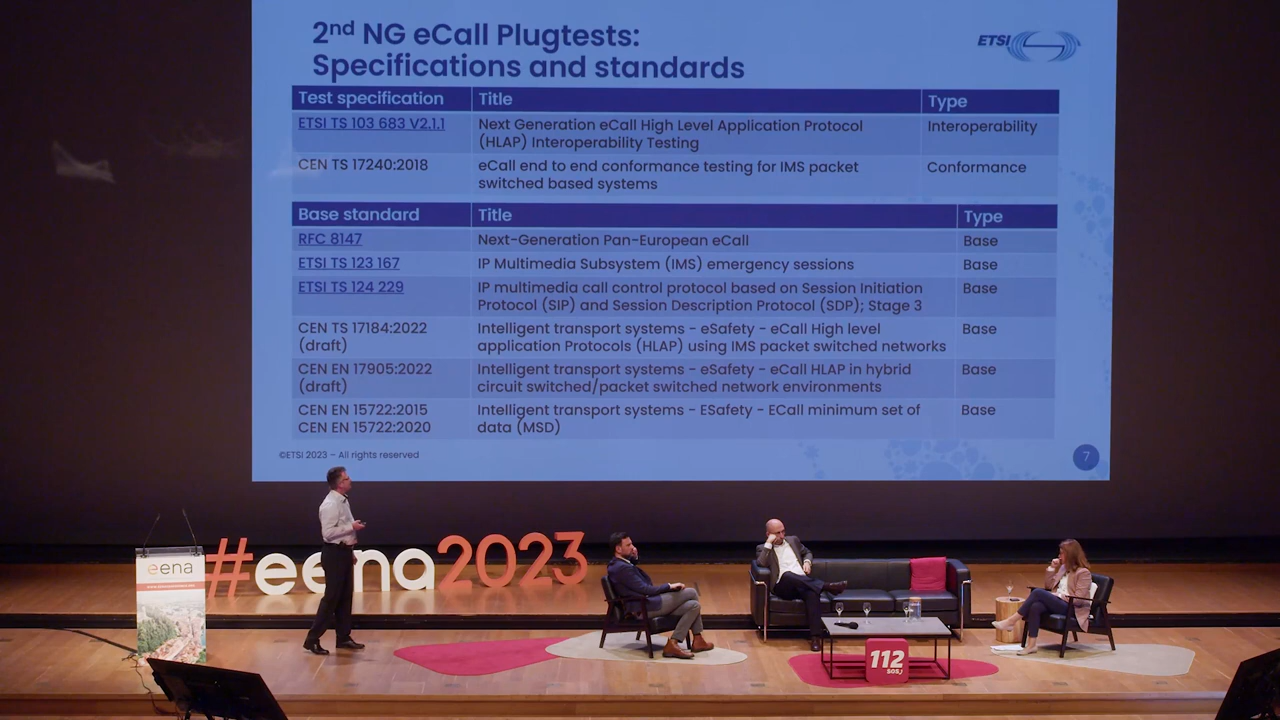 2nd NG eCall Plugtests:
Specifications and standards
ETSI
Test specification Title Type
ETSI TS 103 683 V2.1.1 Next Generation eCall High Level Application Protocol Interoperability
(HLAP) Interoperability Testing
CEN TS 17240:2018 eCall end to end conformance testing for IMS packet Conformance
switched based systems
Base standard Title Type
RFC 8147 Next-Generation Pan-European eCall Base
ETSI TS 123 167 IP Multimedia Subsystem (IMS) emergency sessions Base
ETSI TS 124 229 IP multimedia call control protocol based on Session Initiation Base
Protocol (SIP) and Session Description Protocol (SDP); Stage 3
CEN TS 17184:2022 Intelligent transport systems - eSafety - eCall High level Base
(draft) application Protocols (HLAP) using IMS packet switched networks
CEN EN 17905:2022 Intelligent transport systems - eSafety - eCall HLAP in hybrid Base
(draft) circuit switched/packet switched network environments
CEN EN 15722:2015 Intelligent transport systems - ESafety - ECall minimum set of Base
CEN EN 15722:2020 data (MSD)
©ETSI 2023 – All rights reserved
7
#eena2023
eena
112
SOS